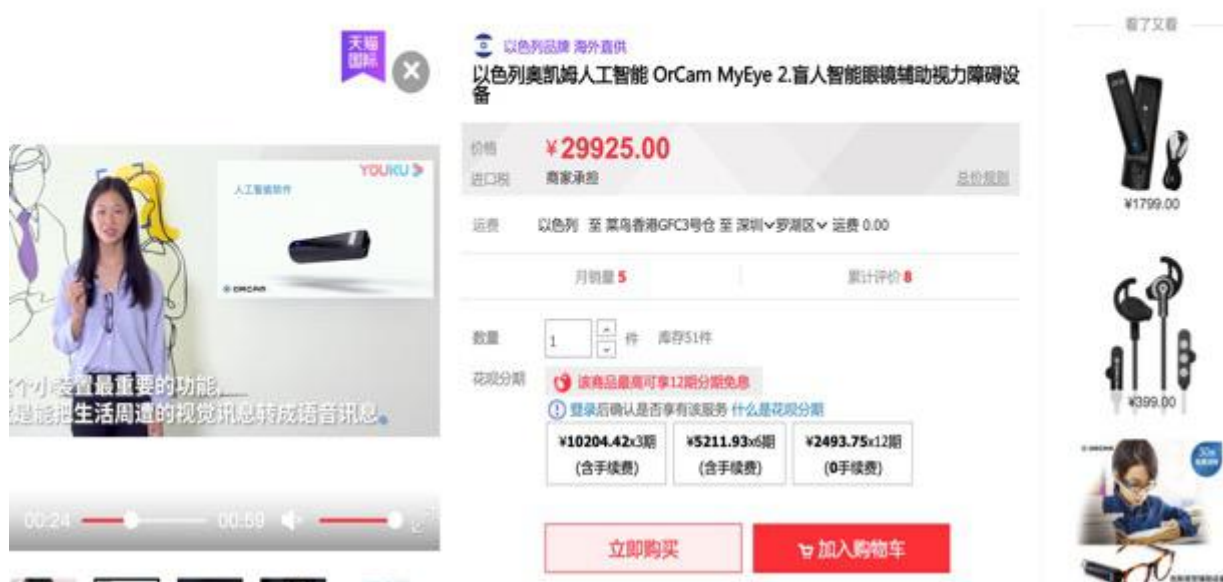 天猫
国际
YOUKU
人工智能软件
ORCAM
个小装置最重要的功能,
是能把生活周遭的视觉讯息转成语音讯息。
00:24
00:59
以色列品牌 海外直供
以色列奥凯姆人工智能 OrCam MyEye 2.盲人智能眼镜辅助视力障碍设
备
价格 ¥29925.00
进口税 商家承担 总价规则
运费 以色列 至 菜鸟香港GFC3号仓 至 深圳 罗湖区 运费 0.00
月销量 5 累计评价 8
数量 1 件 库存51件
花呗分期 该商品最高可享12期分期免息
登录后确认是否享有该服务 什么是花呗分期
¥10204.42x3期 ¥5211.93x6期 ¥2493.75x12期
(含手续费) (含手续费) (0手续费)
立即购买 加入购物车
看了又看
¥1799.00
¥399.00